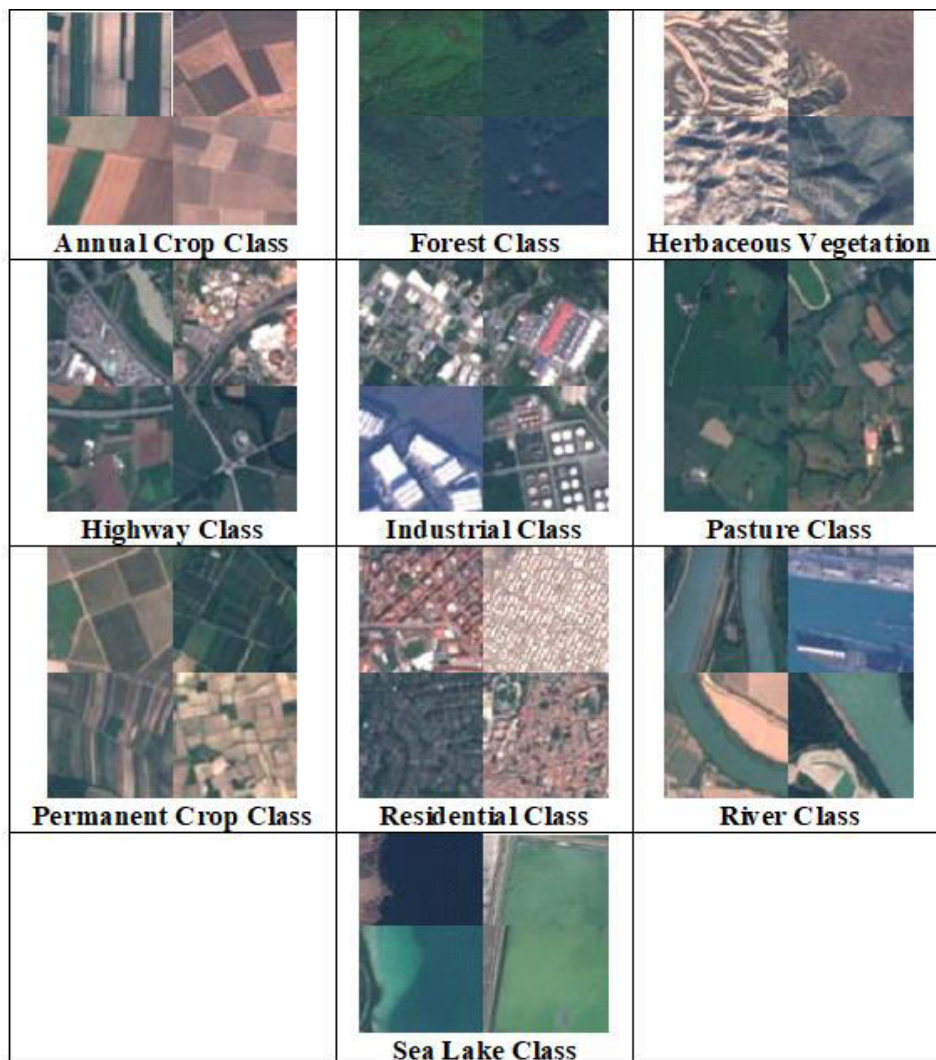 Annual Crop Class
Forest Class
Herbaceous Vegetation
Highway Class
Industrial Class
Pasture Class
Permanent Crop Class
Residential Class
River Class
Sea Lake Class